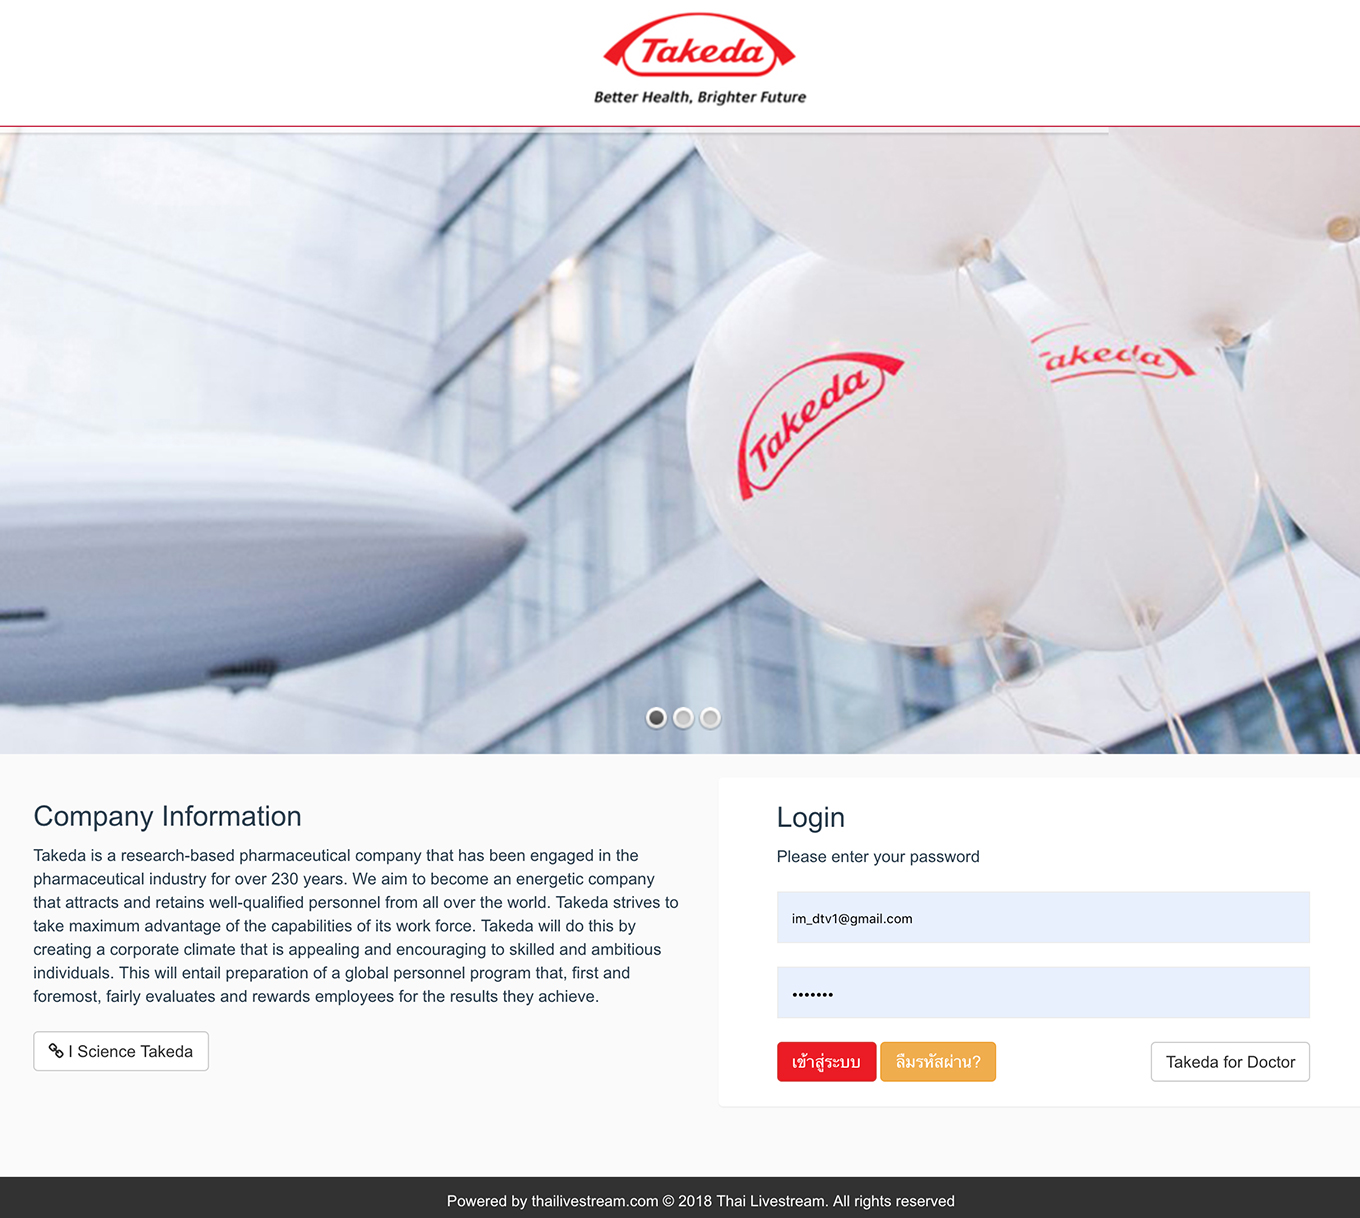 Takeda
Better Health, Brighter Future
Takeda
akeda
Company Information
Takeda is a research-based pharmaceutical company that has been engaged in the
pharmaceutical industry for over 230 years. We aim to become an energetic company
that attracts and retains well-qualified personnel from all over the world. Takeda strives to
take maximum advantage of the capabilities of its work force. Takeda will do this by
creating a corporate climate that is appealing and encouraging to skilled and ambitious
individuals. This will entail preparation of a global personnel program that, first and
foremost, fairly evaluates and rewards employees for the results they achieve.
I Science Takeda
Login
Please enter your password
im_dtv1@gmail.com
•••••••
เข้าสู่ระบบ ลืมรหัสผ่าน? Takeda for Doctor
Powered by thailivestream.com © 2018 Thai Livestream. All rights reserved